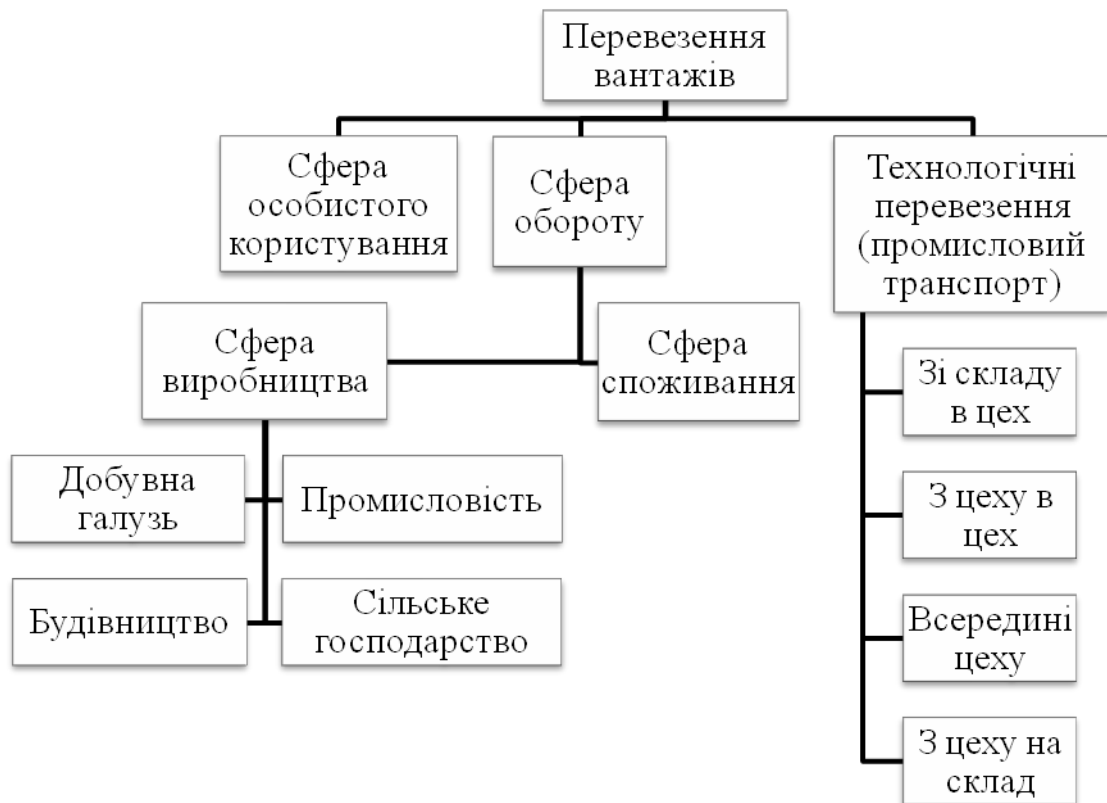 Перевезення
вантажів
Сфера
особистого
користування
Сфера
обороту
Технологічні
перевезення
(промисловий
транспорт)
Сфера
виробництва
Сфера
споживання
Добувна
галузь
Промисловість
Будівництво
Сільське
господарство
Зі складу
в цех
З цеху в
цех
Всередині
цеху
З цеху на
склад